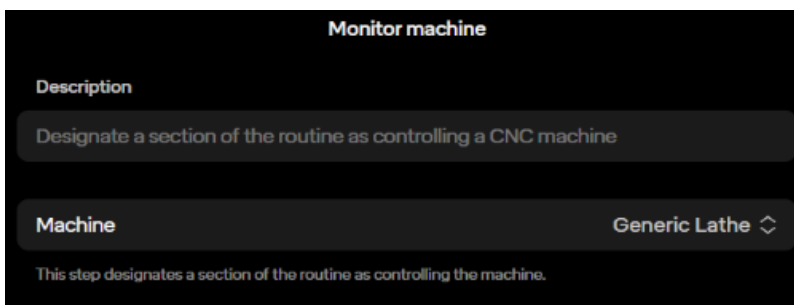 Monitor machine
Description
Designate a section of the routine as controlling a CNC machine
Machine
Generic Lathe
This step designates a section of the routine as controlling the machine.